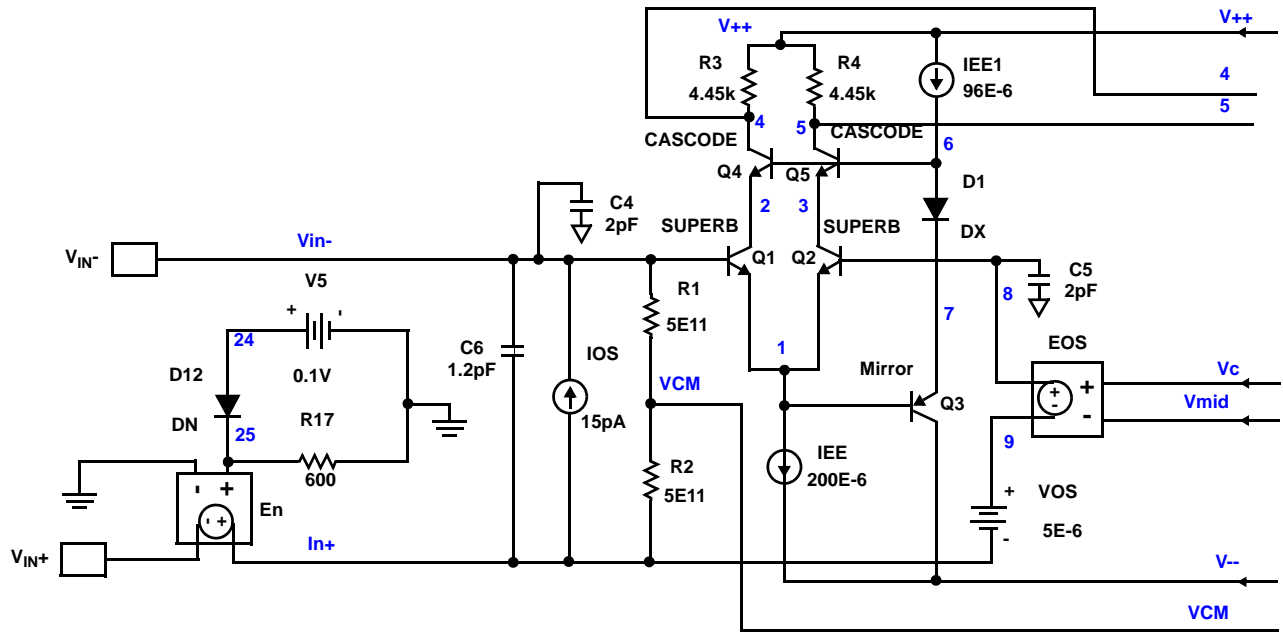 V++
V++
R3
4.45k
R4
4.45k
IEE1
96E-6
4
5
4
5
CASCODE
CASCODE
6
Q4
Q5
D1
C4
2pF
2
3
DX
SUPERB
SUPERB
VIN-
Vin-
Q1
Q2
C5
2pF
V5
+
-
R1
5E11
8
7
24
0.1V
C6
1.2pF
IOS
15pA
1
EOS
D12
DN
VCM
Mirror
Q3
+
-
+
-
Vc
Vmid
25
R17
600
9
R2
5E11
IEE
200E-6
-
+
En
-
+
+
VOS
5E-6
-
VIN+
In+
V--
VCM